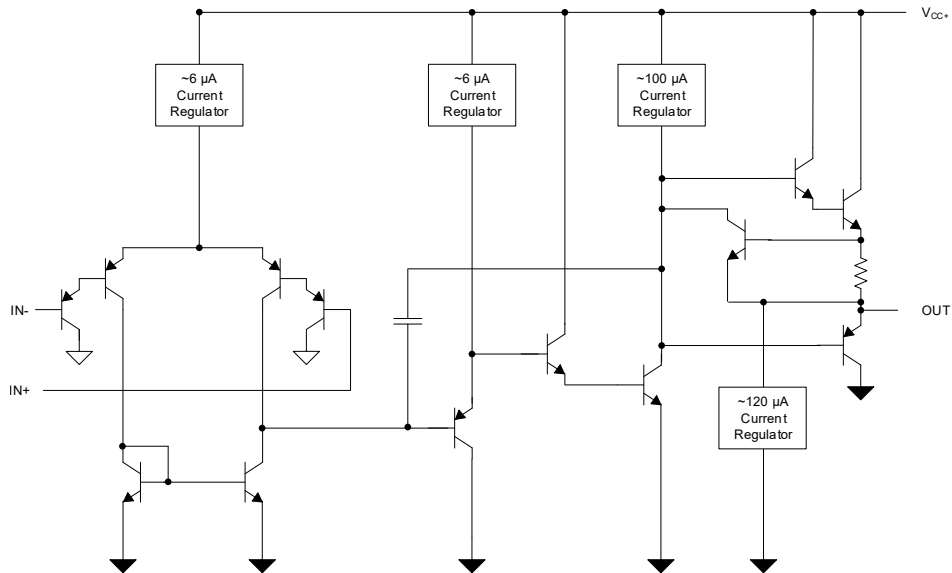 V_CC+
~6 µA
Current
Regulator
~6 µA
Current
Regulator
~100 µA
Current
Regulator
IN-
OUT
IN+
~120 µA
Current
Regulator